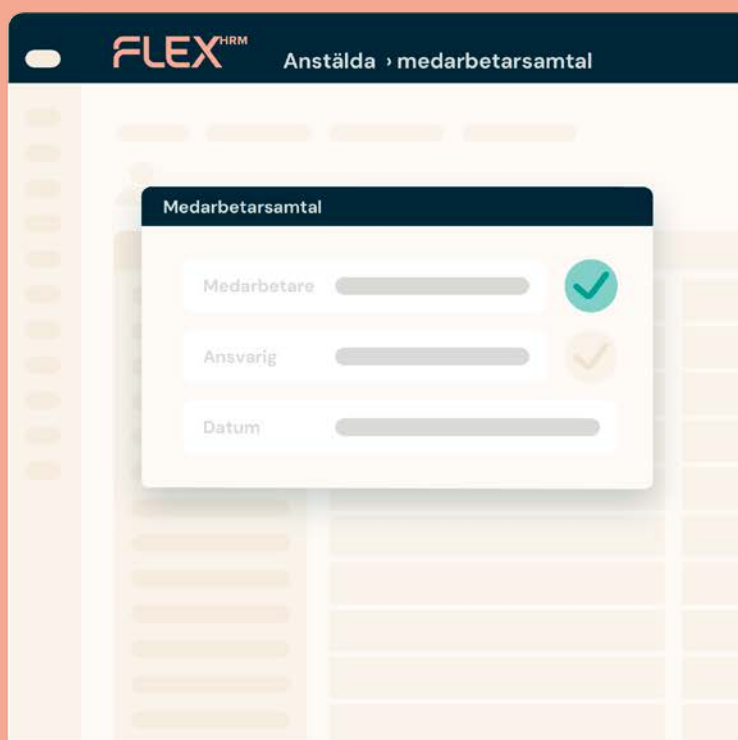 FLEX HRM
Anstälda › medarbetarsamtal
Medarbetarsamtal
Medarbetare
Ansvarig
Datum